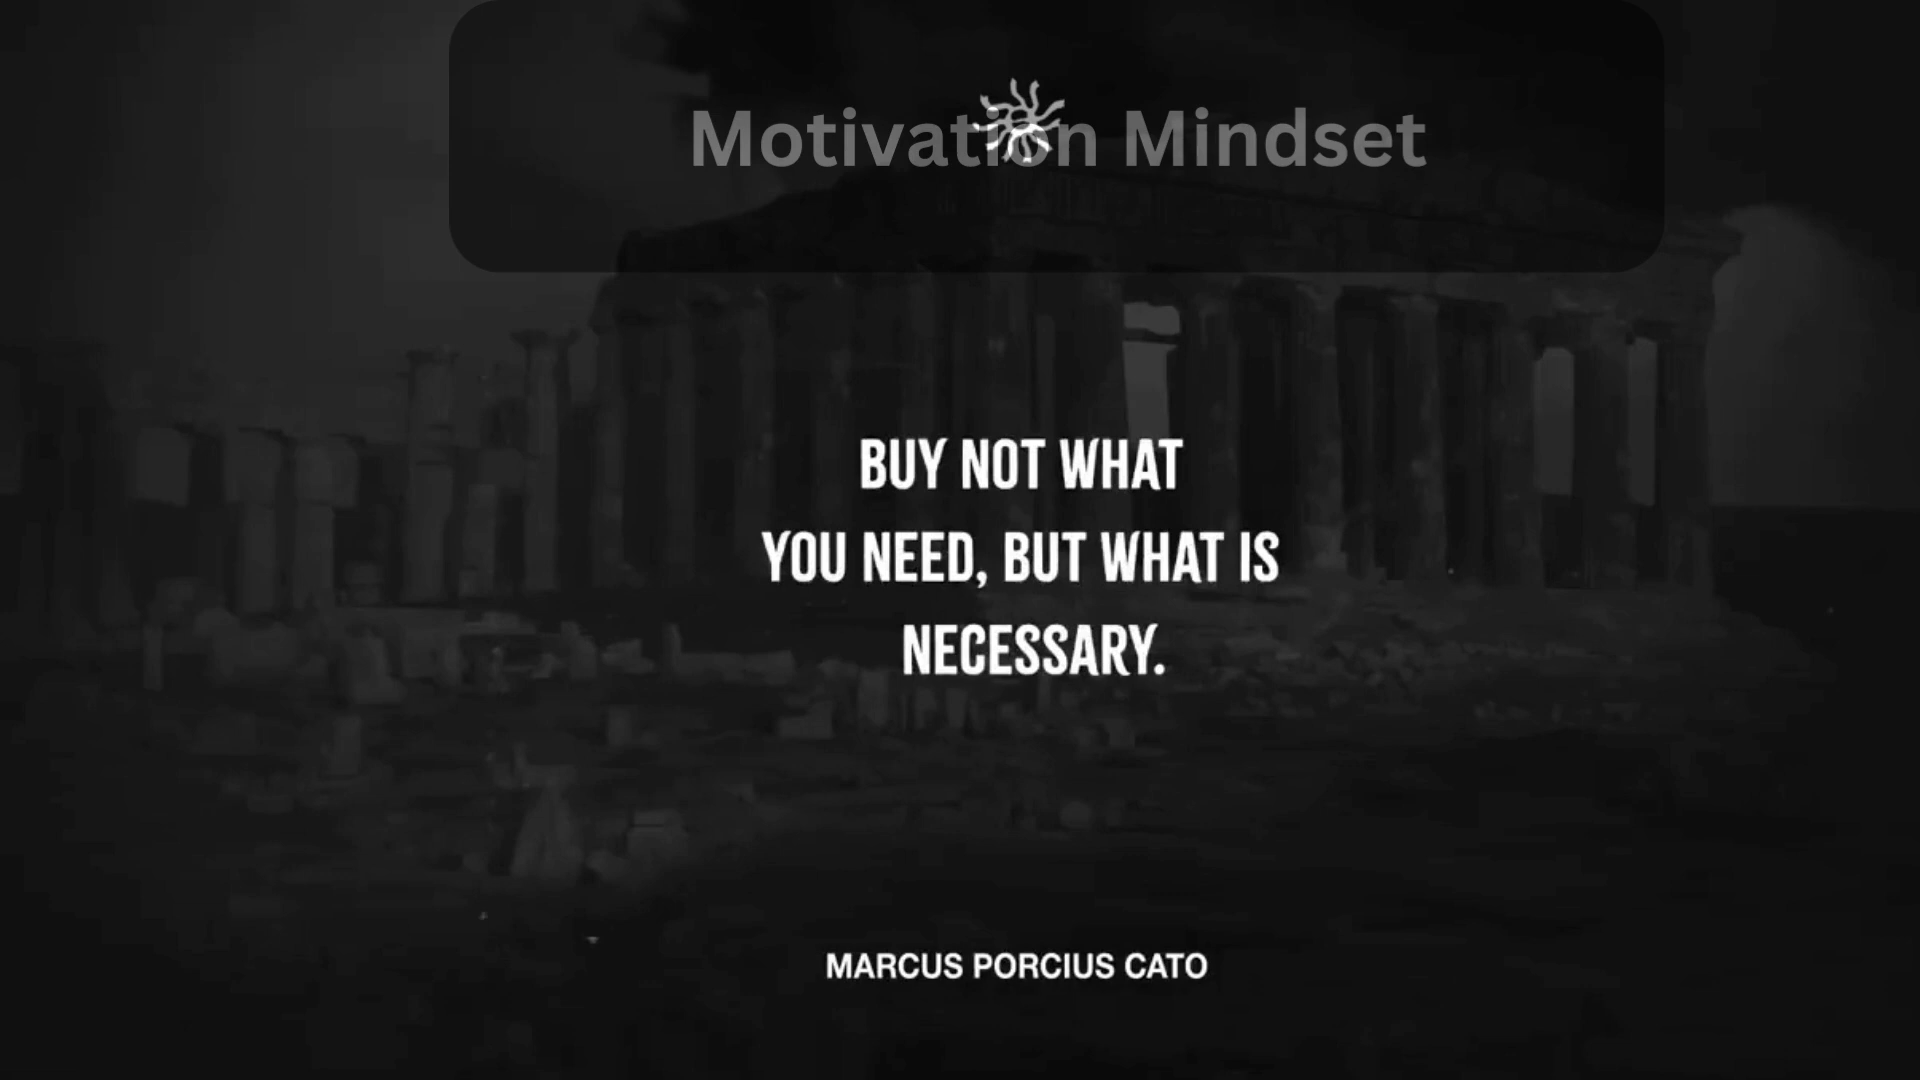 Motivation Mindset
BUY NOT WHAT
YOU NEED, BUT WHAT IS
NECESSARY.
MARCUS PORCIUS CATO